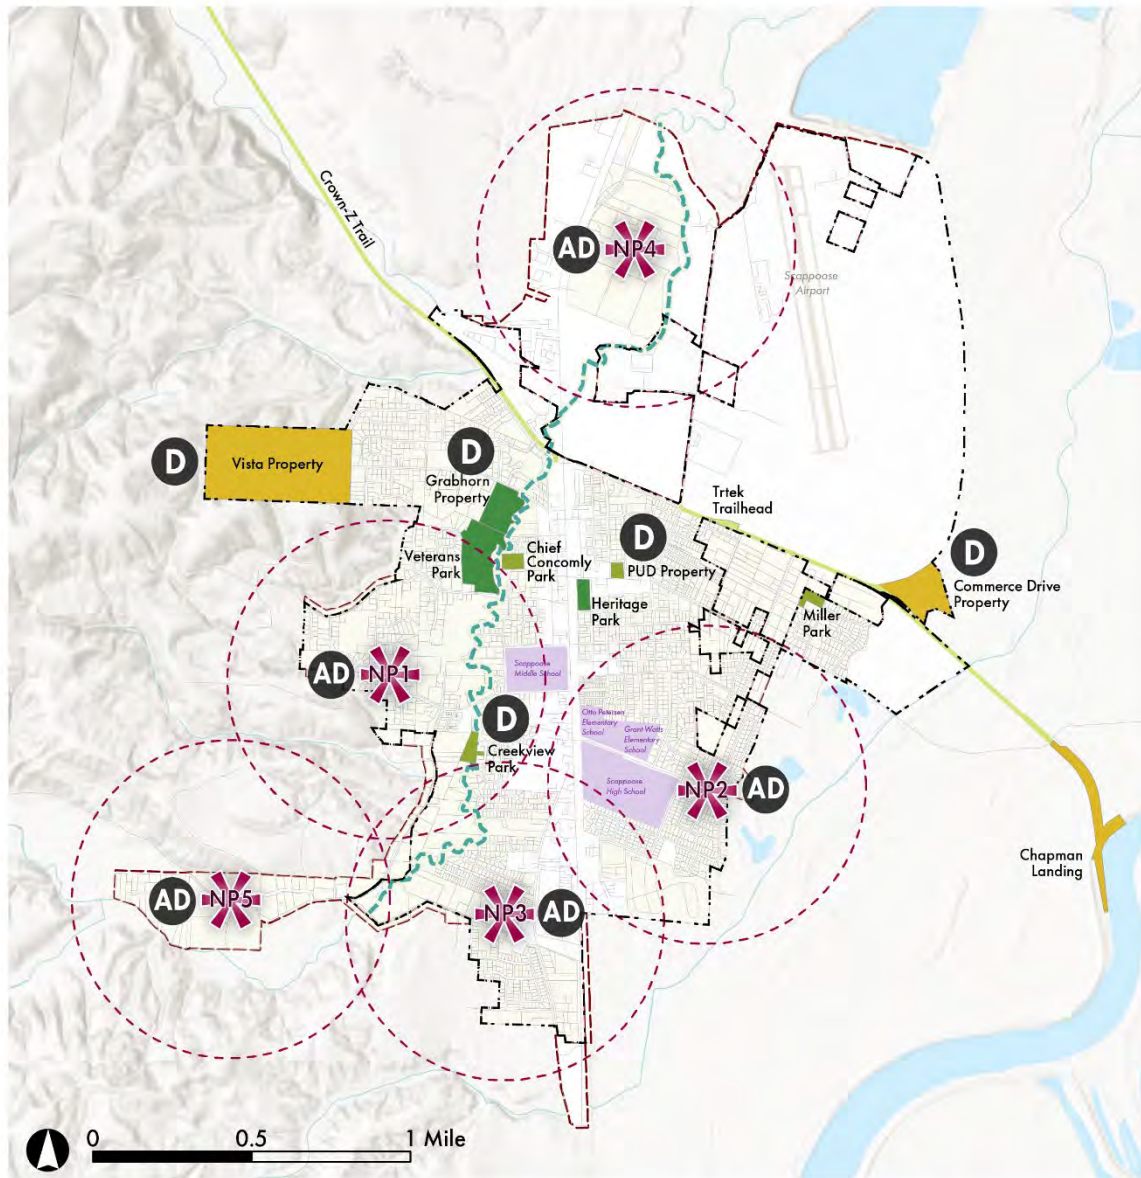 Crown-Z Trail
AD
NP4
Scappoose
Airport
D
Vista Property
D
Grabhorn
Property
Trtek
Trailhead
Veterans
Park
Chief
Concomly
Park
D
PUD Property
D
Commerce Drive
Property
Heritage
Park
Miller
Park
AD
NP1
Scappoose
Middle School
D
Creekview
Park
Otto Petersen
Elementary
School
Grant Watts
Elementary
School
Scappoose
High School
NP2
AD
Chapman
Landing
AD
NP5
NP3
AD
0
0.5
1 Mile